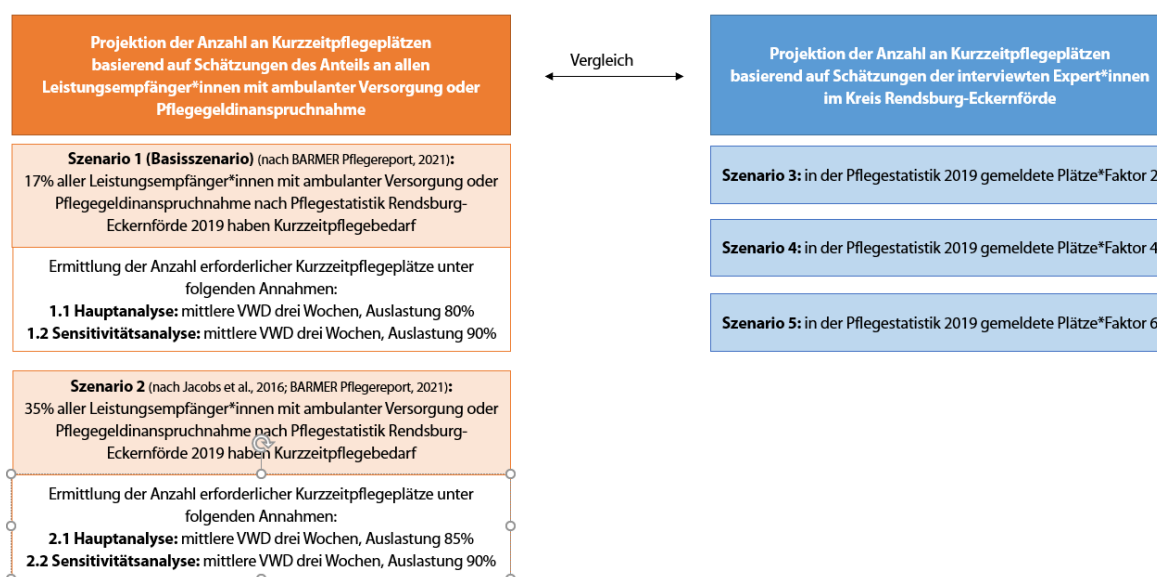 Projektion der Anzahl an Kurzzeitpflegeplätzen
basierend auf Schätzungen des Anteils an allen
Leistungsempfänger*innen mit ambulanter Versorgung oder
Pflegegeldinanspruchnahme
Vergleich
Projektion der Anzahl an Kurzzeitpflegeplätzen
basierend auf Schätzungen der interviewten Expert*innen
im Kreis Rendsburg-Eckernförde
Szenario 1 (Basisszenario) (nach BARMER Pflegereport, 2021):
17% aller Leistungsempfänger*innen mit ambulanter Versorgung oder
Pflegegeldinanspruchnahme nach Pflegestatistik Rendsburg-
Eckernförde 2019 haben Kurzzeitpflegebedarf
Ermittlung der Anzahl erforderlicher Kurzzeitpflegeplätze unter
folgenden Annahmen:
1.1 Hauptanalyse: mittlere VWD drei Wochen, Auslastung 80%
1.2 Sensitivitätsanalyse: mittlere VWD drei Wochen, Auslastung 90%
Szenario 2 (nach Jacobs et al., 2016; BARMER Pflegereport, 2021):
35% aller Leistungsempfänger*innen mit ambulanter Versorgung oder
Pflegegeldinanspruchnahme nach Pflegestatistik Rendsburg-
Eckernförde 2019 haben Kurzzeitpflegebedarf
Ermittlung der Anzahl erforderlicher Kurzzeitpflegeplätze unter
folgenden Annahmen:
2.1 Hauptanalyse: mittlere VWD drei Wochen, Auslastung 85%
2.2 Sensitivitätsanalyse: mittlere VWD drei Wochen, Auslastung 90%
Szenario 3: in der Pflegestatistik 2019 gemeldete Plätze*Faktor 2
Szenario 4: in der Pflegestatistik 2019 gemeldete Plätze*Faktor 4
Szenario 5: in der Pflegestatistik 2019 gemeldete Plätze*Faktor 6